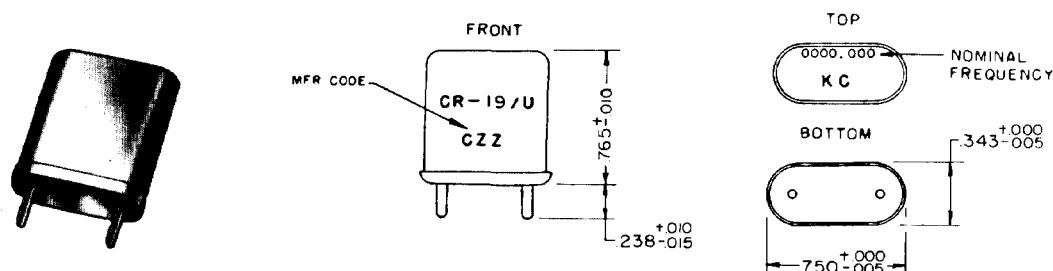 FRONT
MFR CODE
CR-19/U
CZZ
.765±.010
.238+.010-.015
TOP
0000.000
KC
NOMINAL
FREQUENCY
BOTTOM
.343+.000-.005
.750+.000-.005